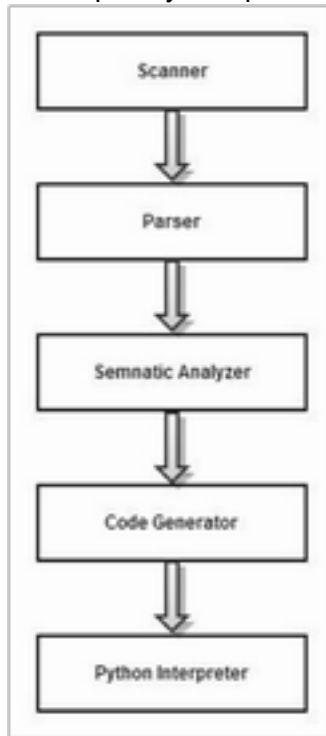 Scanner
Parser
Semnatic Analyzer
Code Generator
Python Interpreter